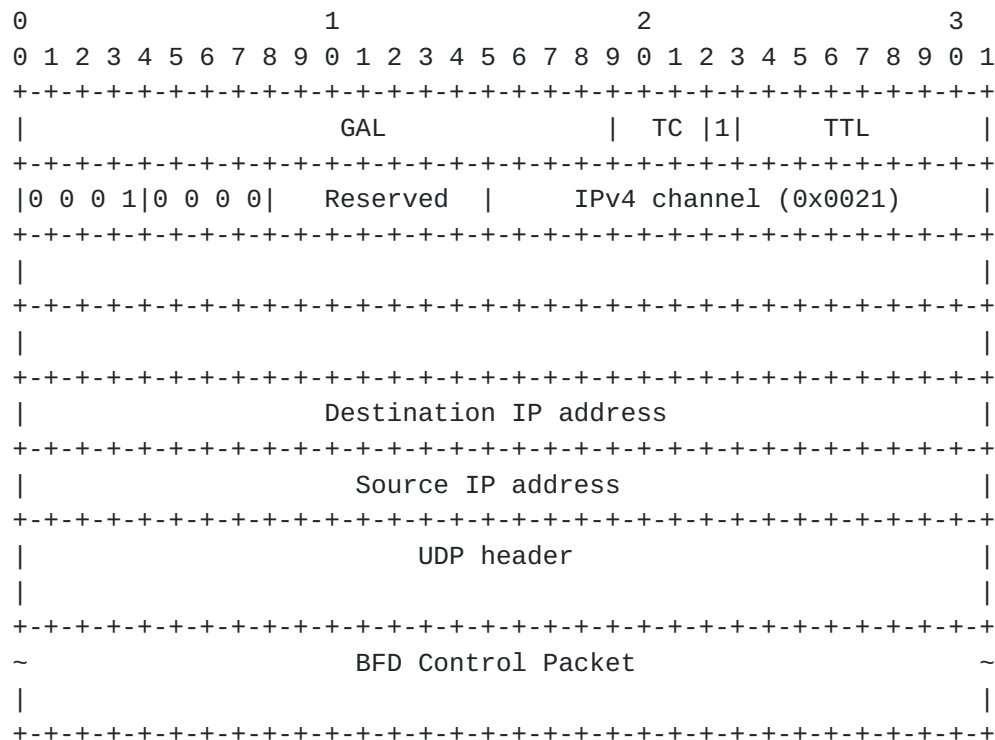 0                   1                   2                   3
0 1 2 3 4 5 6 7 8 9 0 1 2 3 4 5 6 7 8 9 0 1 2 3 4 5 6 7 8 9 0 1
+-+-+-+-+-+-+-+-+-+-+-+-+-+-+-+-+-+-+-+-+-+-+-+-+-+-+-+-+-+-+-+
|                    GAL              |  TC |1|     TTL       |
+-+-+-+-+-+-+-+-+-+-+-+-+-+-+-+-+-+-+-+-+-+-+-+-+-+-+-+-+-+-+-+
|0 0 0 1|0 0 0 0|   Reserved  |     IPv4 channel (0x0021)     |
+-+-+-+-+-+-+-+-+-+-+-+-+-+-+-+-+-+-+-+-+-+-+-+-+-+-+-+-+-+-+-+
|                                                             |
+-+-+-+-+-+-+-+-+-+-+-+-+-+-+-+-+-+-+-+-+-+-+-+-+-+-+-+-+-+-+-+
|                                                             |
+-+-+-+-+-+-+-+-+-+-+-+-+-+-+-+-+-+-+-+-+-+-+-+-+-+-+-+-+-+-+-+
|                   Destination IP address                    |
+-+-+-+-+-+-+-+-+-+-+-+-+-+-+-+-+-+-+-+-+-+-+-+-+-+-+-+-+-+-+-+
|                     Source IP address                       |
+-+-+-+-+-+-+-+-+-+-+-+-+-+-+-+-+-+-+-+-+-+-+-+-+-+-+-+-+-+-+-+
|                         UDP header                          |
|                                                             |
+-+-+-+-+-+-+-+-+-+-+-+-+-+-+-+-+-+-+-+-+-+-+-+-+-+-+-+-+-+-+-+
~                     BFD Control Packet                      ~
|                                                             |
+-+-+-+-+-+-+-+-+-+-+-+-+-+-+-+-+-+-+-+-+-+-+-+-+-+-+-+-+-+-+-+